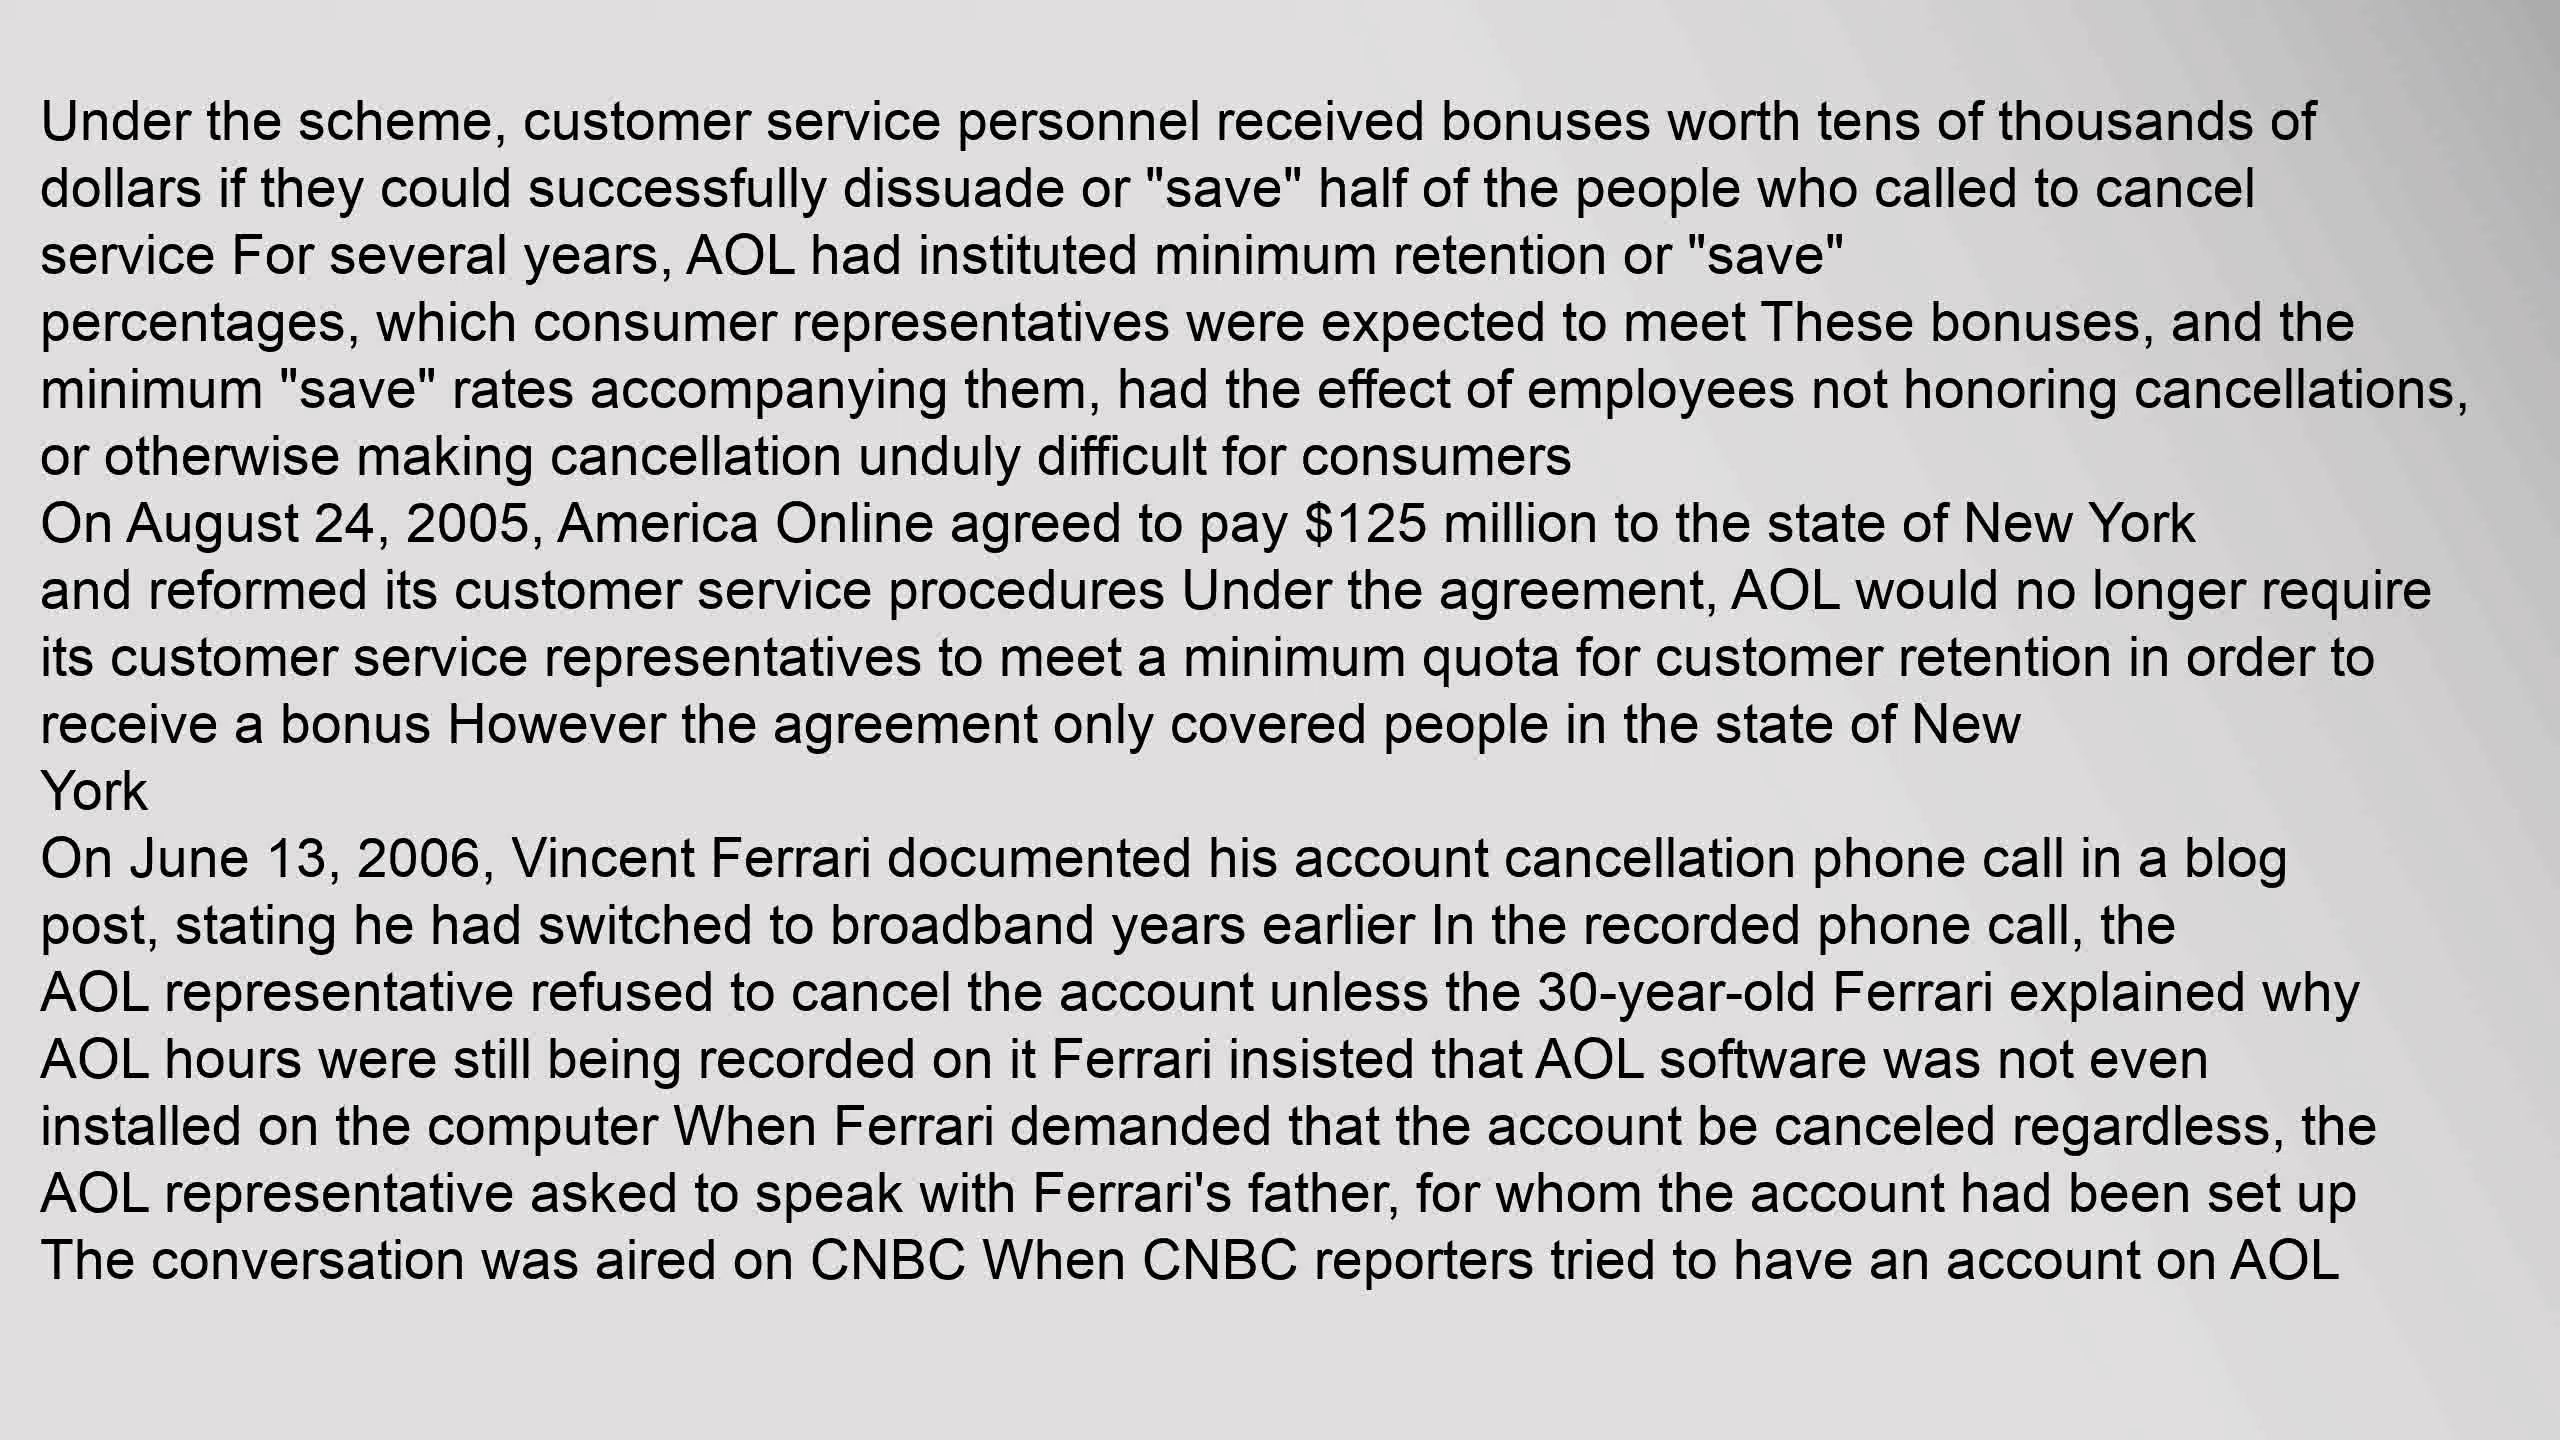 Under the scheme, customer service personnel received bonuses worth tens of thousands of
dollars if they could successfully dissuade or "save" half of the people who called to cancel
service For several years, AOL had instituted minimum retention or "save"
percentages, which consumer representatives were expected to meet These bonuses, and the
minimum "save" rates accompanying them, had the effect of employees not honoring cancellations,
or otherwise making cancellation unduly difficult for consumers
On August 24, 2005, America Online agreed to pay $125 million to the state of New York
and reformed its customer service procedures Under the agreement, AOL would no longer require
its customer service representatives to meet a minimum quota for customer retention in order to
receive a bonus However the agreement only covered people in the state of New
York
On June 13, 2006, Vincent Ferrari documented his account cancellation phone call in a blog
post, stating he had switched to broadband years earlier In the recorded phone call, the
AOL representative refused to cancel the account unless the 30-year-old Ferrari explained why
AOL hours were still being recorded on it Ferrari insisted that AOL software was not even
installed on the computer When Ferrari demanded that the account be canceled regardless, the
AOL representative asked to speak with Ferrari's father, for whom the account had been set up
The conversation was aired on CNBC When CNBC reporters tried to have an account on AOL